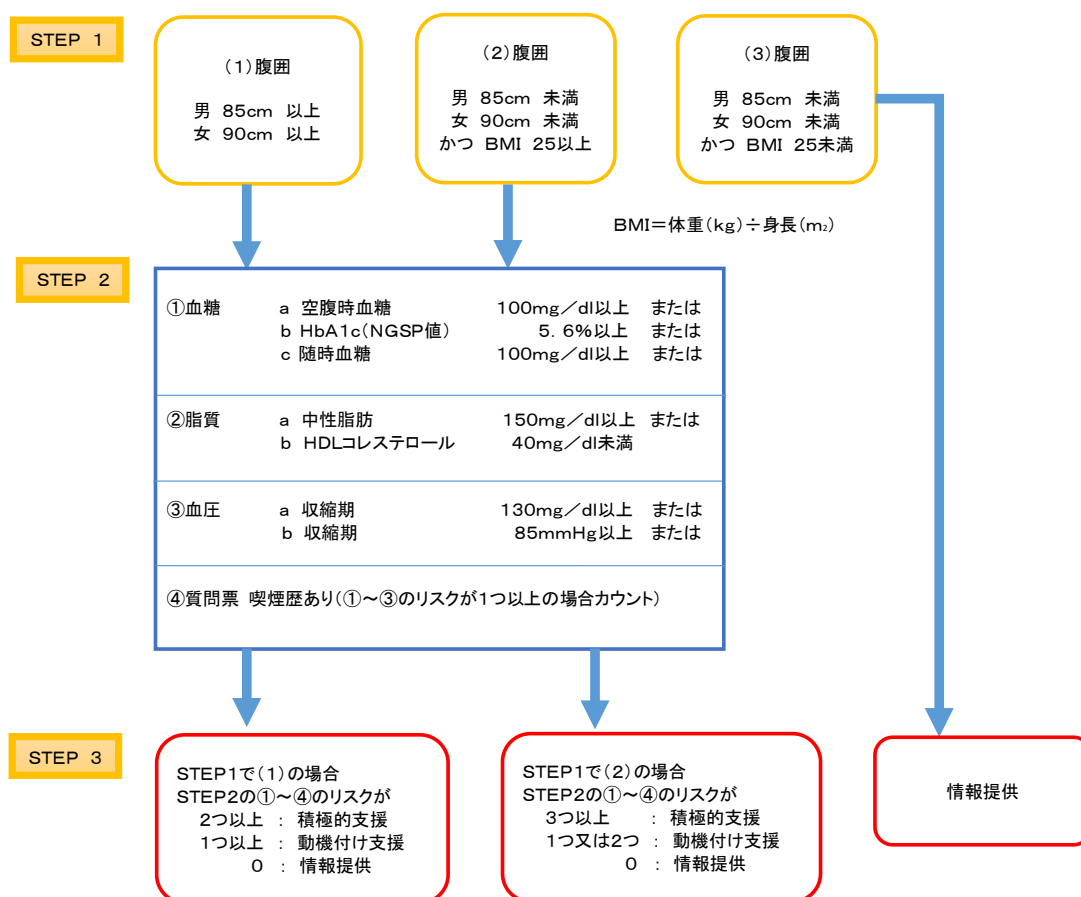 STEP 1
(1)腹囲
男 85cm 以上
女 90cm 以上
(2)腹囲
男 85cm 未満
女 90cm 未満
かつ BMI 25以上
(3)腹囲
男 85cm 未満
女 90cm 未満
かつ BMI 25未満
BMI=体重(kg)÷身長(m₂)
STEP 2
①血糖 a 空腹時血糖 100mg/dl以上 または
b HbA1c(NGSP値) 5.6%以上 または
c 随時血糖 100mg/dl以上 または
②脂質 a 中性脂肪 150mg/dl以上 または
b HDLコレステロール 40mg/dl未満
③血圧 a 収縮期 130mg/dl以上 または
b 収縮期 85mmHg以上 または
④質問票 喫煙歴あり(①~③のリスクが1つ以上の場合カウント)
STEP 3
STEP1で(1)の場合
STEP2の①~④のリスクが
2つ以上 : 積極的支援
1つ以上 : 動機付け支援
0 : 情報提供
STEP1で(2)の場合
STEP2の①~④のリスクが
3つ以上 : 積極的支援
1つ又は2つ : 動機付け支援
0 : 情報提供
情報提供